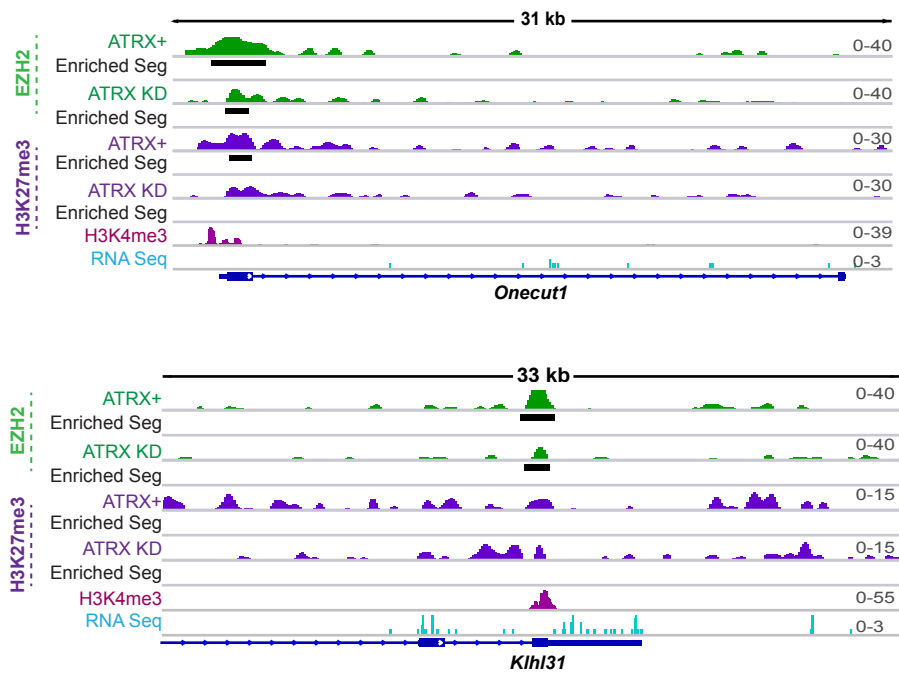 31 kb
EZH2
ATRX+ 0-40
Enriched Seg
ATRX KD 0-40
Enriched Seg
H3K27me3
ATRX+ 0-30
Enriched Seg
ATRX KD 0-30
Enriched Seg
H3K4me3 0-39
RNA Seq 0-3
Onecut1
33 kb
EZH2
ATRX+ 0-40
Enriched Seg
ATRX KD 0-40
Enriched Seg
H3K27me3
ATRX+ 0-15
Enriched Seg
ATRX KD 0-15
Enriched Seg
H3K4me3 0-55
RNA Seq 0-3
Klhl31